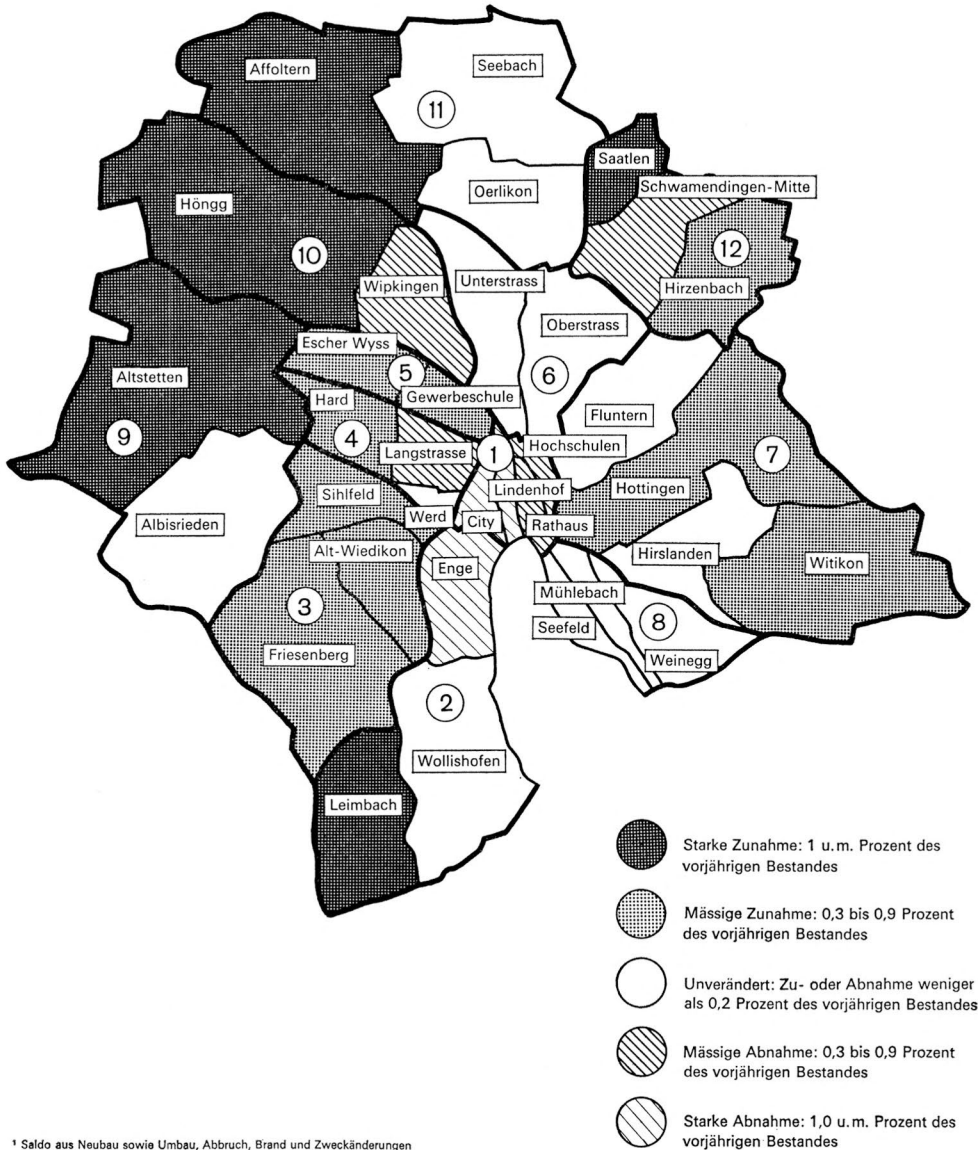 Affoltern
Seebach
11
Saatlen
Oerlikon
Schwamendingen-Mitte
Höngg
10
12
Wipkingen
Unterstrass
Hirzenbach
Oberstrass
Escher Wyss
Altstetten
5
6
Hard
Gewerbeschule
Fluntern
9
4
Langstrasse
1
Hochschulen
7
Sihlfeld
Lindenhof
Hottingen
Albisrieden
Werd
City
Rathaus
Alt-Wiedikon
Hirslanden
Witikon
Enge
3
Mühlebach
8
Seefeld
Friesenberg
Weinegg
2
Wollishofen
Leimbach
Starke Zunahme: 1 u.m. Prozent des
vorjährigen Bestandes
Mässige Zunahme: 0,3 bis 0,9 Prozent
des vorjährigen Bestandes
Unverändert: Zu- oder Abnahme weniger
als 0,2 Prozent des vorjährigen Bestandes
Mässige Abnahme: 0,3 bis 0,9 Prozent
des vorjährigen Bestandes
Starke Abnahme: 1,0 u.m. Prozent des
vorjährigen Bestandes
¹ Saldo aus Neubau sowie Umbau, Abbruch, Brand und Zweckänderungen